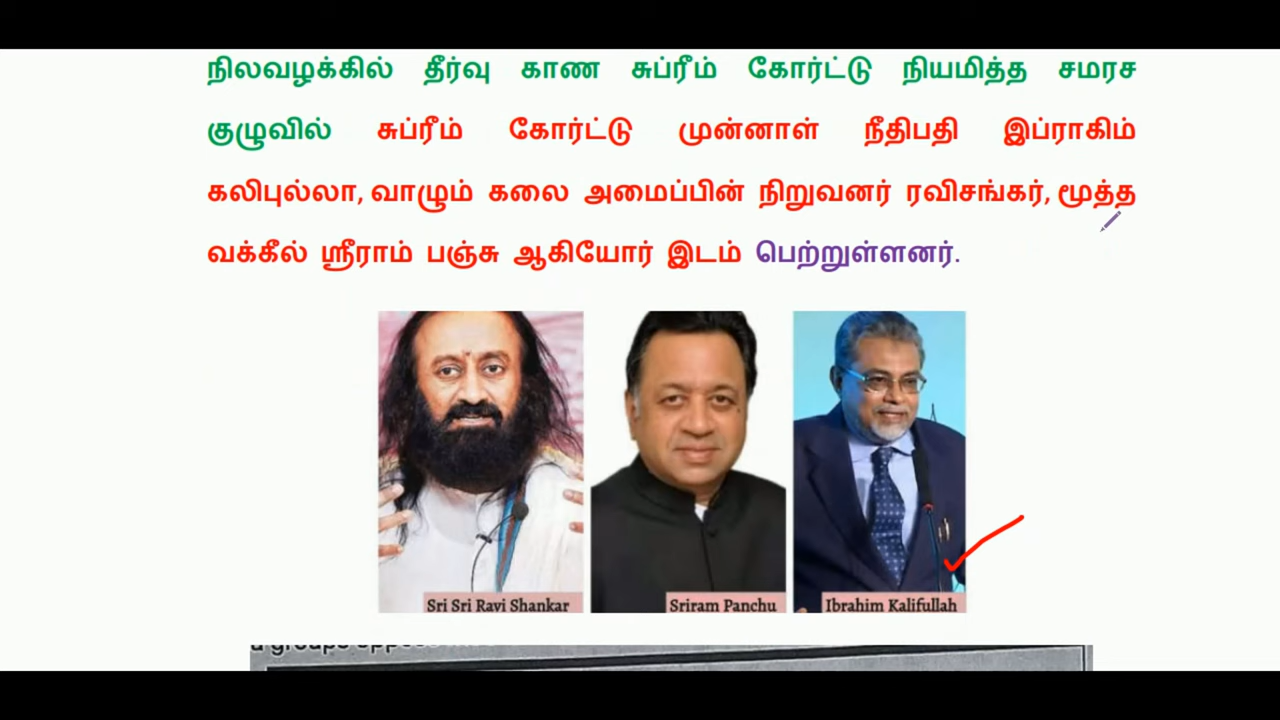 நிலவழக்கில் தீர்வு காண சுப்ரீம் கோர்ட்டு நியமித்த சமரச
குழுவில் சுப்ரீம் கோர்ட்டு முன்னாள் நீதிபதி இப்ராகிம்
கலிபுல்லா, வாழும் கலை அமைப்பின் நிறுவனர் ரவிசங்கர், மூத்த
வக்கீல் ஸ்ரீராம் பஞ்சு ஆகியோர் இடம் பெற்றுள்ளனர்.
Sri Sri Ravi Shankar Sriram Panchu Ibrahim Kalifullah
groups